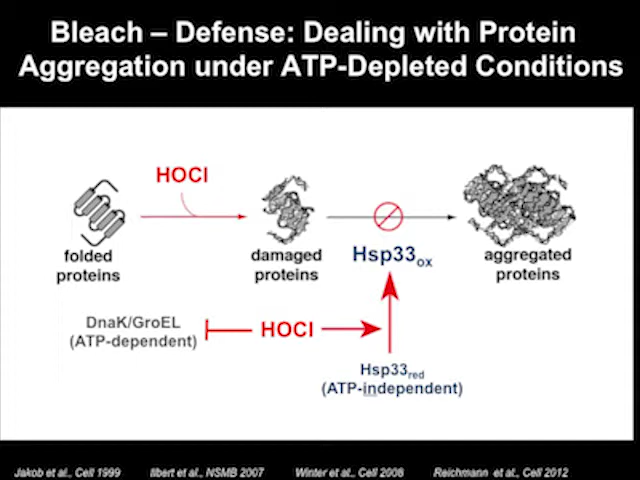 Bleach – Defense: Dealing with Protein
Aggregation under ATP-Depleted Conditions
HOCl
folded
proteins
damaged
proteins
Hsp33ox
aggregated
proteins
DnaK/GroEL
(ATP-dependent)
HOCl
Hsp33red
(ATP-independent)
Jakob et al., Cell 1999
Ilbert et al., NSMB 2007
Winter et al., Cell 2008
Reichmann et al., Cell 2012